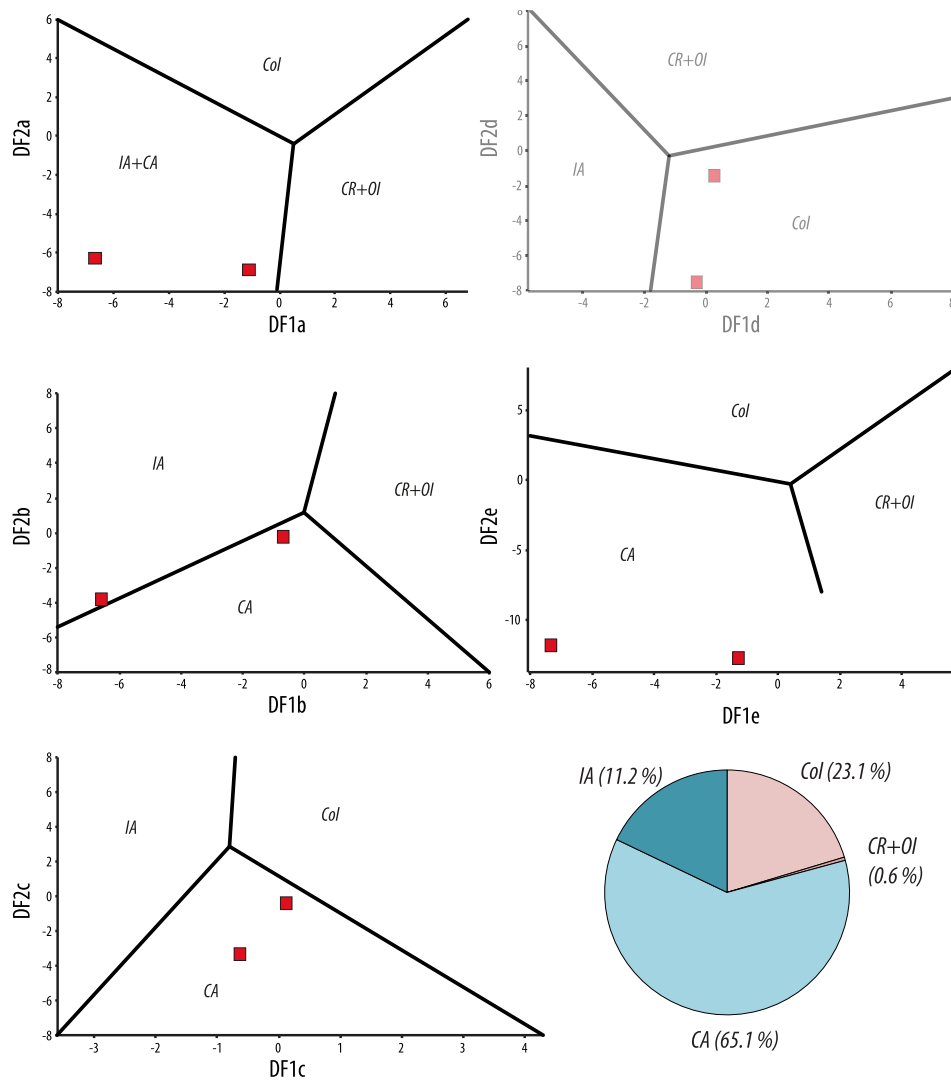 6
4
2
0
-2
-4
-6
-8
DF2a
Col
IA+CA
CR+OI
-8
-6
-4
-2
0
2
4
6
DF1a
8
6
4
2
0
-2
-4
-6
-8
DF2d
CR+OI
IA
Col
-4
-2
0
2
4
6
8
DF1d
8
6
4
2
0
-2
-4
-6
-8
DF2b
IA
CR+OI
CA
-8
-6
-4
-2
0
2
4
6
DF1b
5
0
-5
-10
DF2e
Col
CR+OI
CA
-8
-6
-4
-2
0
2
4
DF1e
8
6
4
2
0
-2
-4
-6
-8
DF2c
IA
Col
CA
-3
-2
-1
0
1
2
3
4
DF1c
IA (11.2 %)
Col (23.1 %)
CR+OI
(0.6 %)
CA (65.1 %)